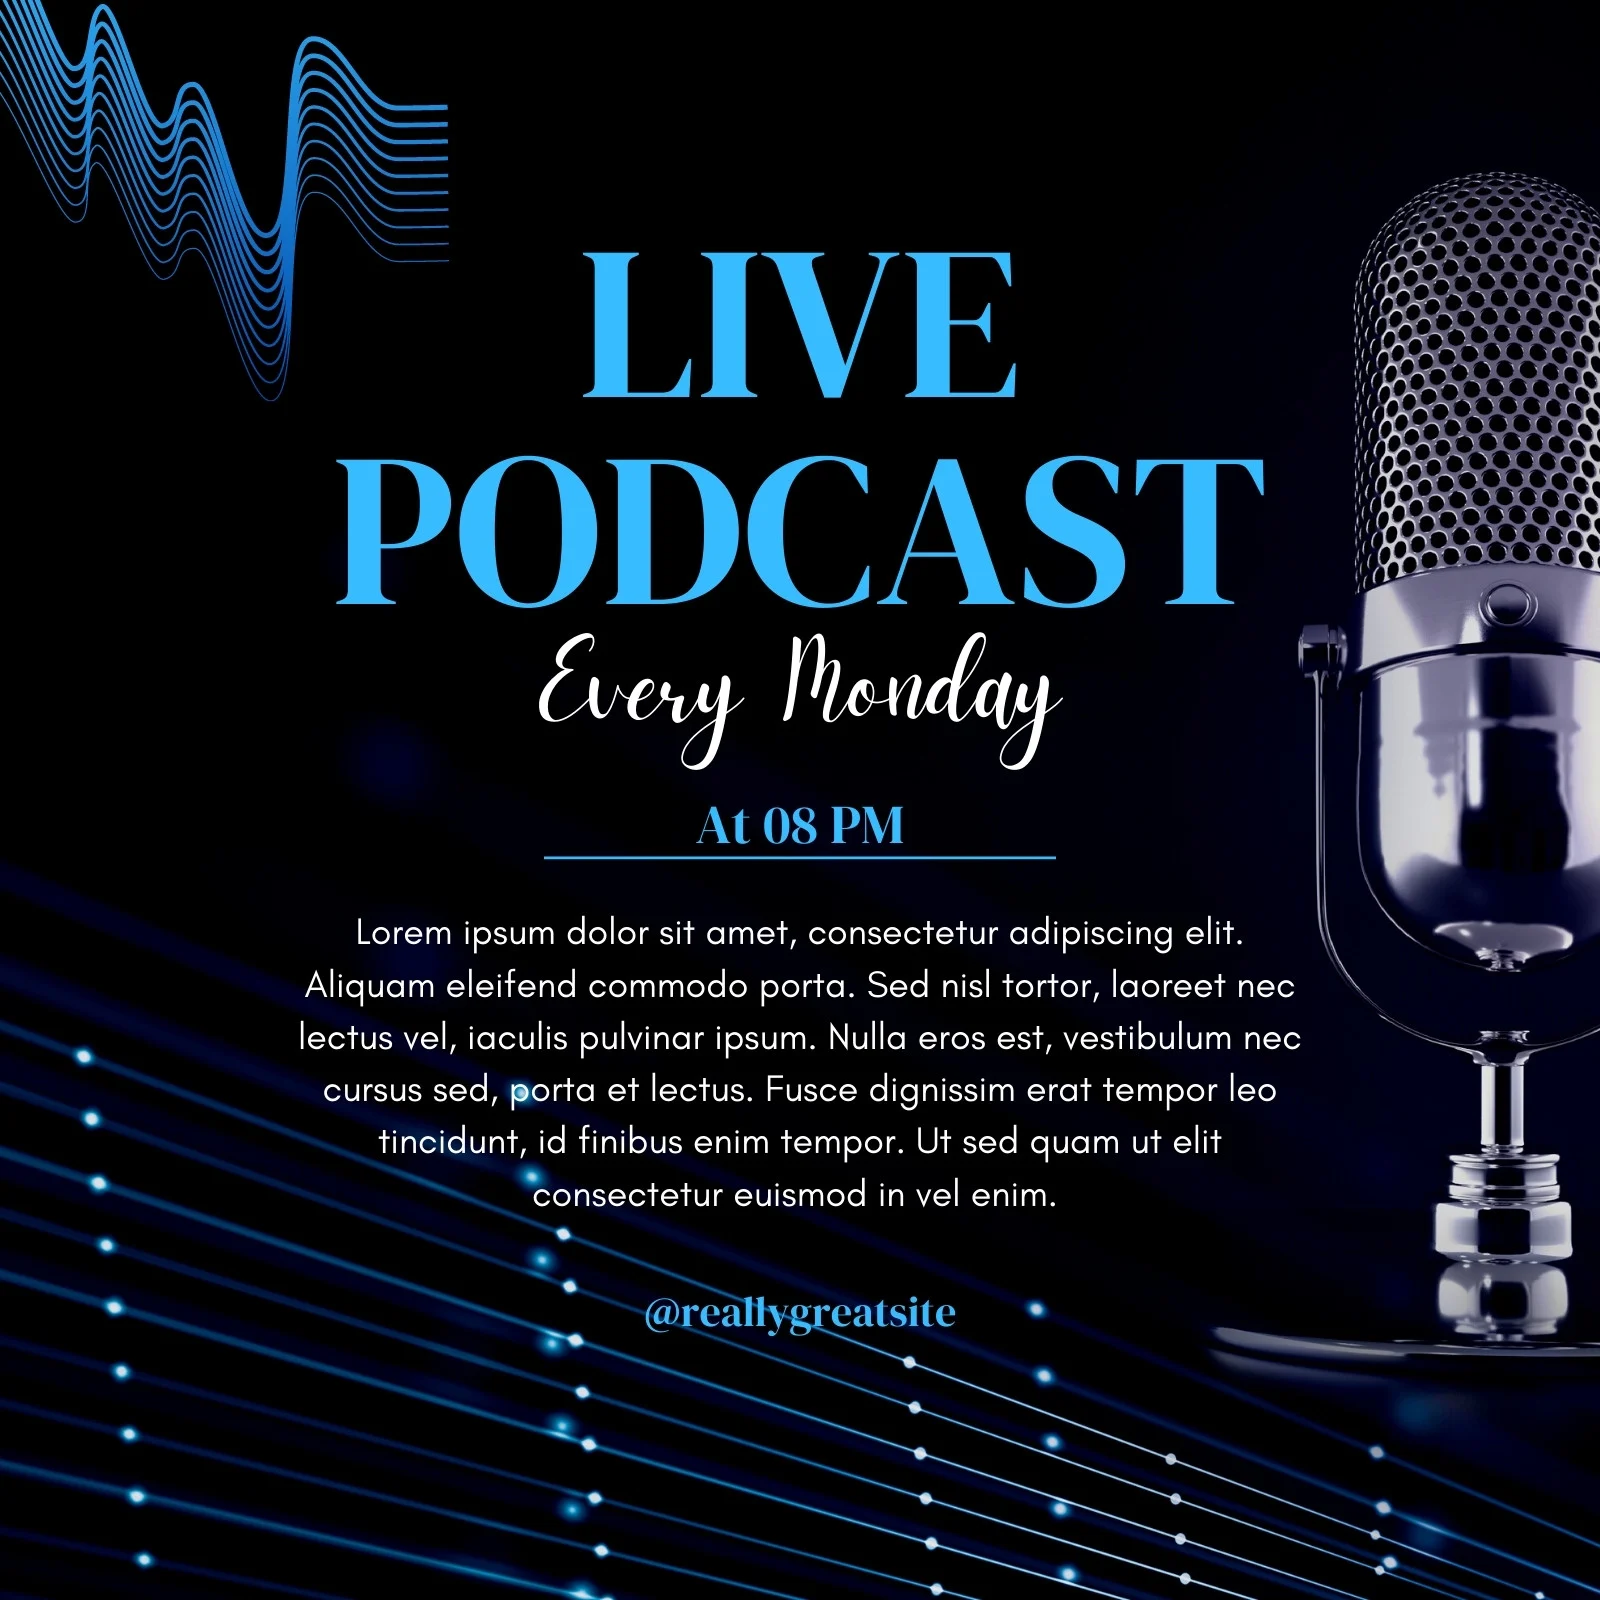 LIVE
PODCAST
Every Monday
At 08 PM
Lorem ipsum dolor sit amet, consectetur adipiscing elit.
Aliquam eleifend commodo porta. Sed nisl tortor, laoreet nec
lectus vel, iaculis pulvinar ipsum. Nulla eros est, vestibulum nec
cursus sed, porta et lectus. Fusce dignissim erat tempor leo
tincidunt, id finibus enim tempor. Ut sed quam ut elit
consectetur euismod in vel enim.
@reallygreatsite